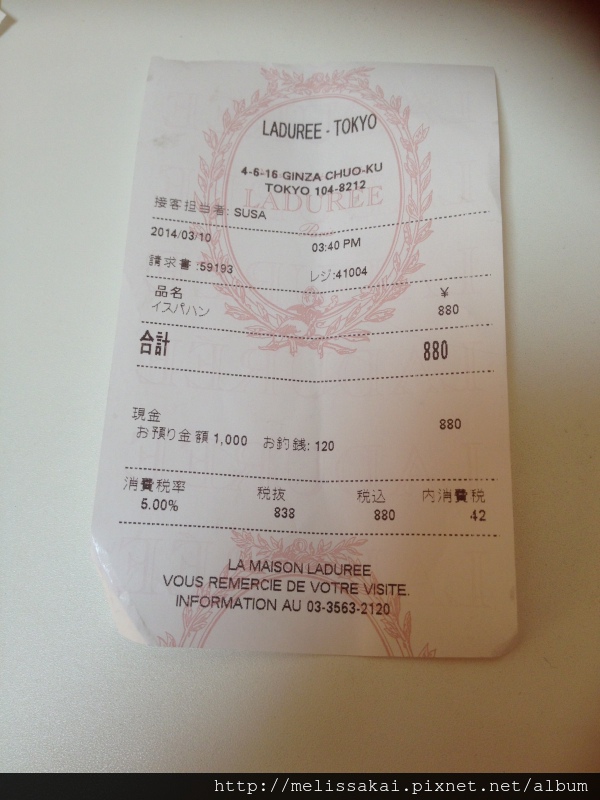 LADUREE - TOKYO
4-6-16 GINZA CHUO-KU
TOKYO 104-8212
LADURÉE
Paris
接客担当者: SUSA
2014/03/10 03:40 PM
請求書 :59193 レジ:41004
品名 ¥
イスパハン 880
合計 880
現金 880
お預り金額 1,000 お釣銭: 120
消費税率 税抜 税込 内消費税
5.00% 838 880 42
LA MAISON LADUREE
VOUS REMERCIE DE VOTRE VISITE.
INFORMATION AU 03-3563-2120
http://melissakai.pixnet.net/album